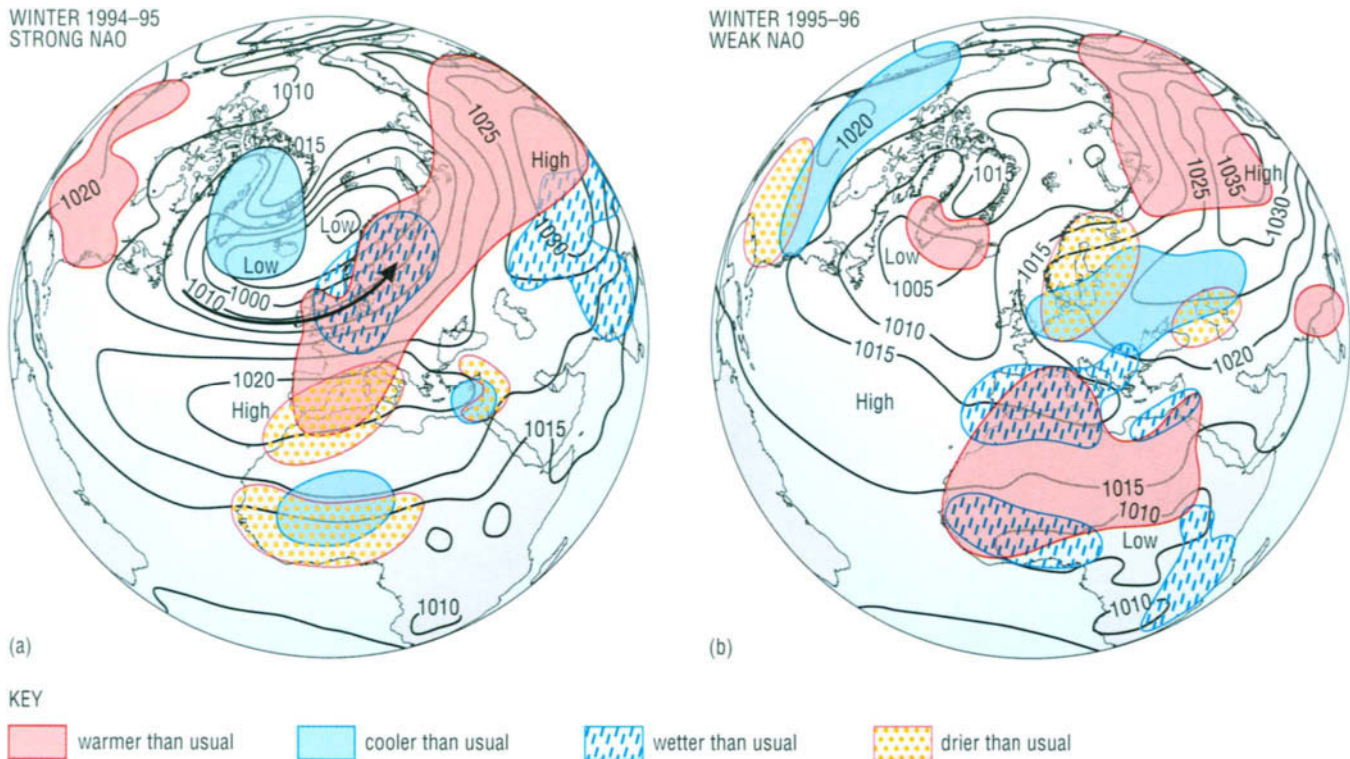 WINTER 1994–95
STRONG NAO
1010
1015
1025
1020
High
Low
1030
Low
1000
1010
1020
High
1015
1010
(a)
WINTER 1995–96
WEAK NAO
1020
1015
1035
High
1025
1030
Low
1015
1005
1010
1015
1020
High
1015
1010
Low
1010
(b)
KEY
warmer than usual
cooler than usual
wetter than usual
drier than usual